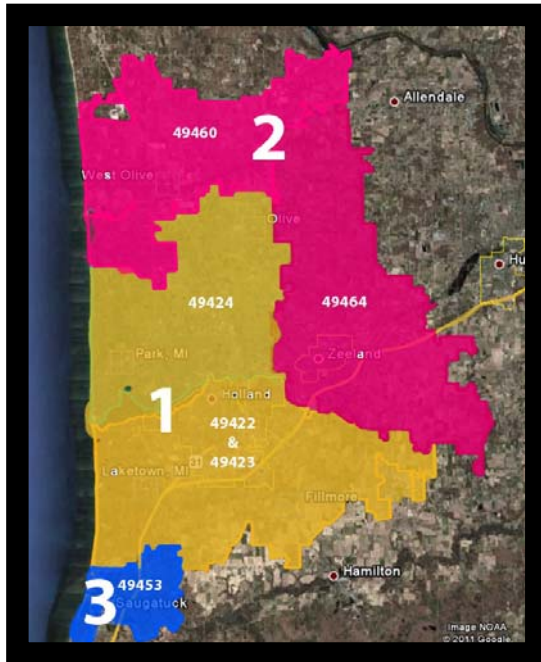 Allendale
49460
2
West Olive
Olive
Hu
49424
49464
Park, MI
Zeeland
1
Holland
49422
&
49423
Laketown, MI
31
Fillmore
3
49453
Saugatuck
Hamilton
Image NOAA
© 2011 Google